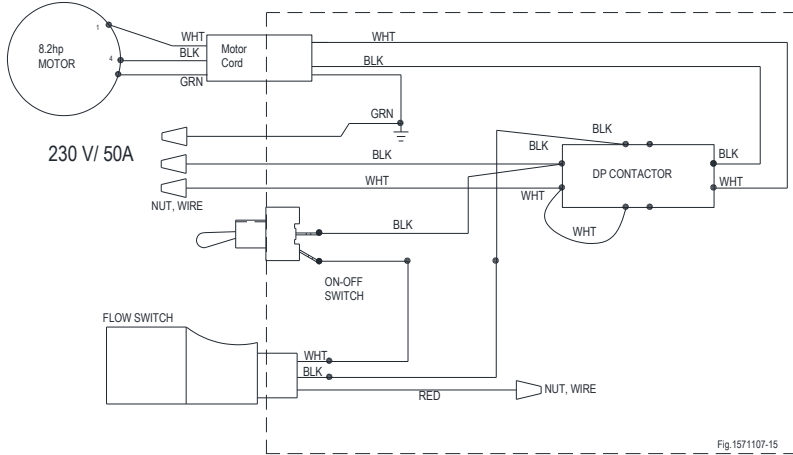 1
WHT
WHT
8.2hp
MOTOR
4
BLK
Motor
Cord
BLK
GRN
GRN
BLK
230 V/ 50A
BLK
BLK
BLK
DP CONTACTOR
WHT
WHT
WHT
NUT, WIRE
BLK
WHT
ON-OFF
SWITCH
FLOW SWITCH
WHT
BLK
RED
NUT, WIRE
Fig.1571107-15